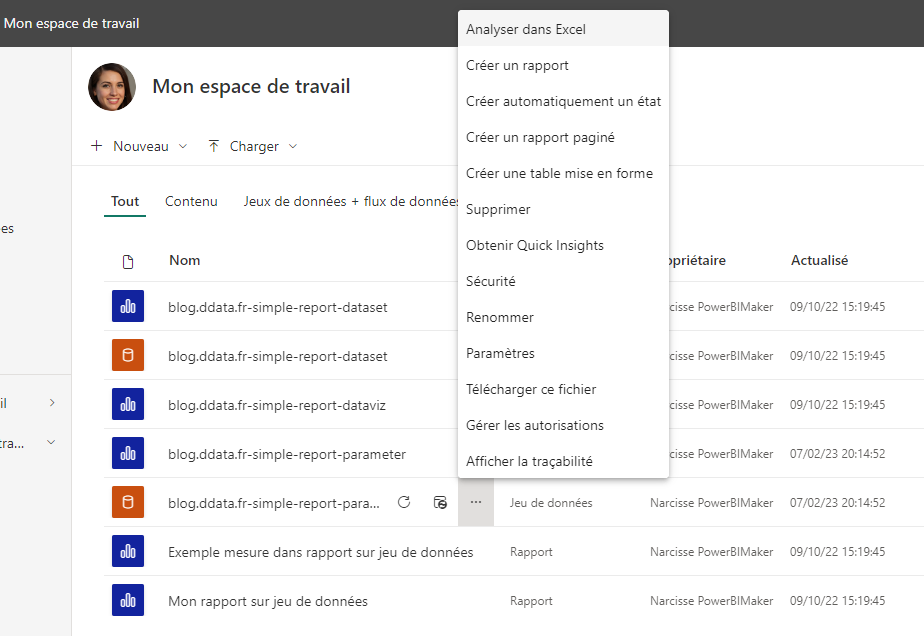 Mon espace de travail
Analyser dans Excel
Créer un rapport
Créer automatiquement un état
Créer un rapport paginé
Créer une table mise en forme
Supprimer
Obtenir Quick Insights
Sécurité
Renommer
Paramètres
Télécharger ce fichier
Gérer les autorisations
Afficher la traçabilité
Mon espace de travail
+ Nouveau Charger
Tout Contenu Jeux de données + flux de données
es
il
tra...
Nom opriétaire Actualisé
blog.ddata.fr-simple-report-dataset cisse PowerBIMaker 09/10/22 15:19:45
blog.ddata.fr-simple-report-dataset cisse PowerBIMaker 09/10/22 15:19:45
blog.ddata.fr-simple-report-dataviz cisse PowerBIMaker 09/10/22 15:19:45
blog.ddata.fr-simple-report-parameter cisse PowerBIMaker 07/02/23 20:14:52
blog.ddata.fr-simple-report-para... ... Jeu de données Narcisse PowerBIMaker 07/02/23 20:14:52
Exemple mesure dans rapport sur jeu de données Rapport Narcisse PowerBIMaker 09/10/22 15:19:45
Mon rapport sur jeu de données Rapport Narcisse PowerBIMaker 09/10/22 15:19:45